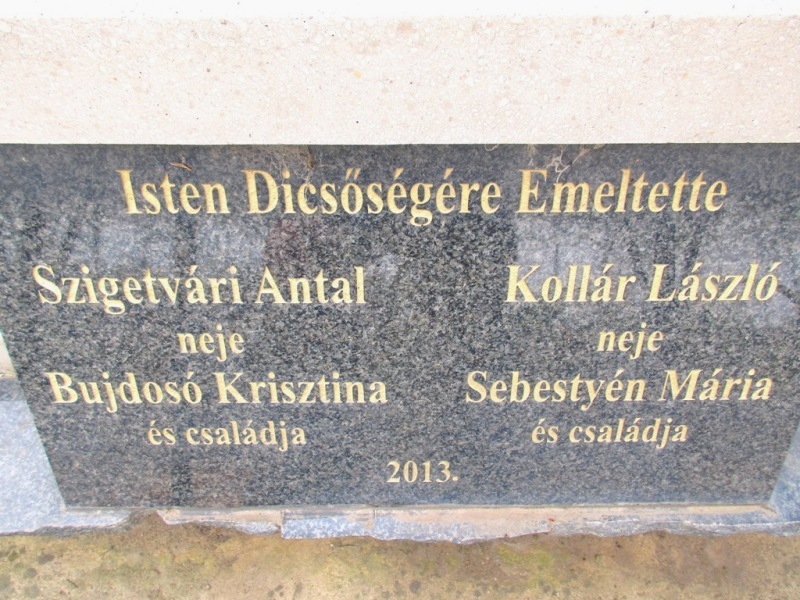 Isten Dicsőségére Emeltette
Szigetvári Antal
neje
Bujdosó Krisztina
és családja
Kollár László
neje
Sebestyén Mária
és családja
2013.